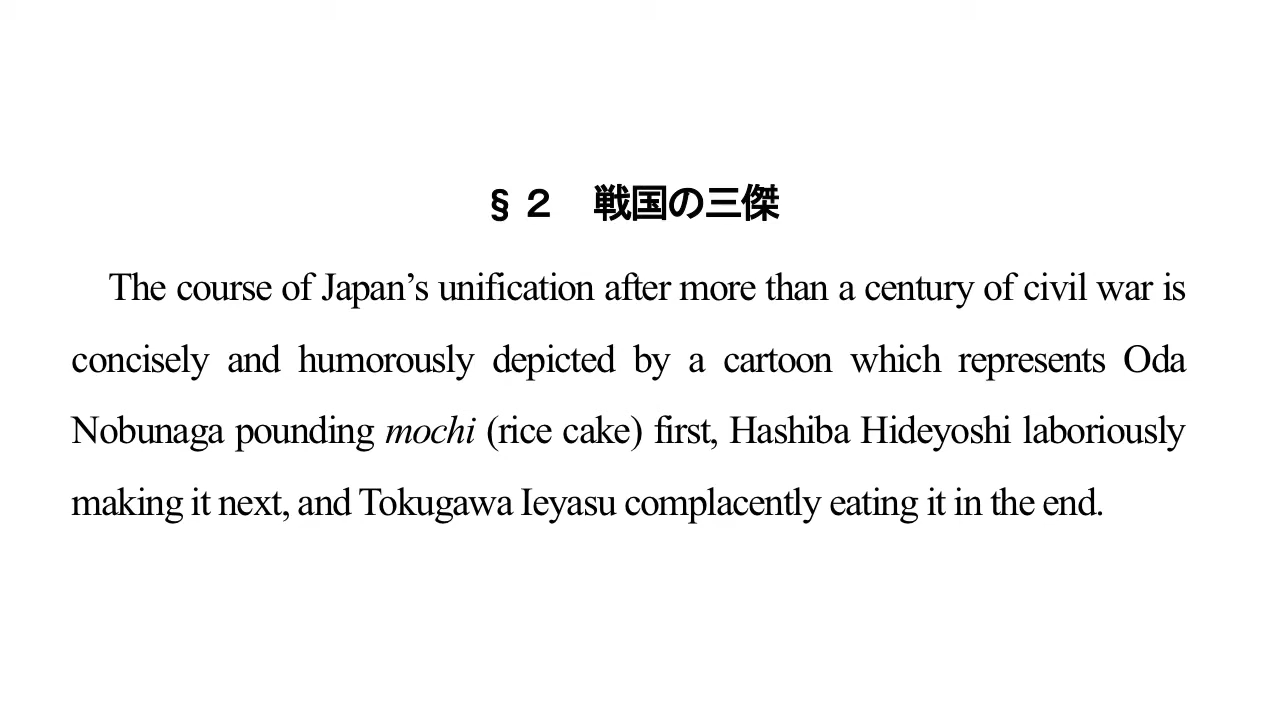 §２　戦国の三傑
The course of Japan’s unification after more than a century of civil war is
concisely and humorously depicted by a cartoon which represents Oda
Nobunaga pounding mochi (rice cake) first, Hashiba Hideyoshi laboriously
making it next, and Tokugawa Ieyasu complacently eating it in the end.